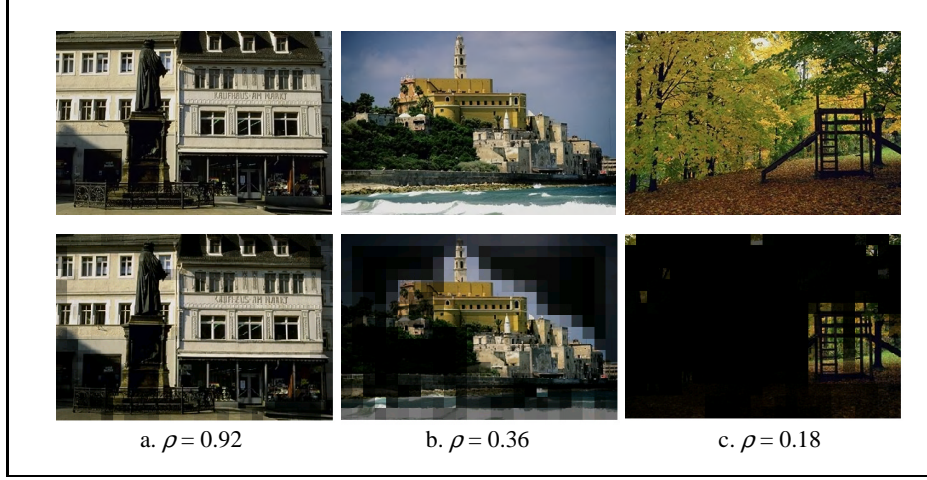 KAUFHAUS·AM MARKT
KAUFHAUS·AM MARKT
a. ρ = 0.92
b. ρ = 0.36
c. ρ = 0.18